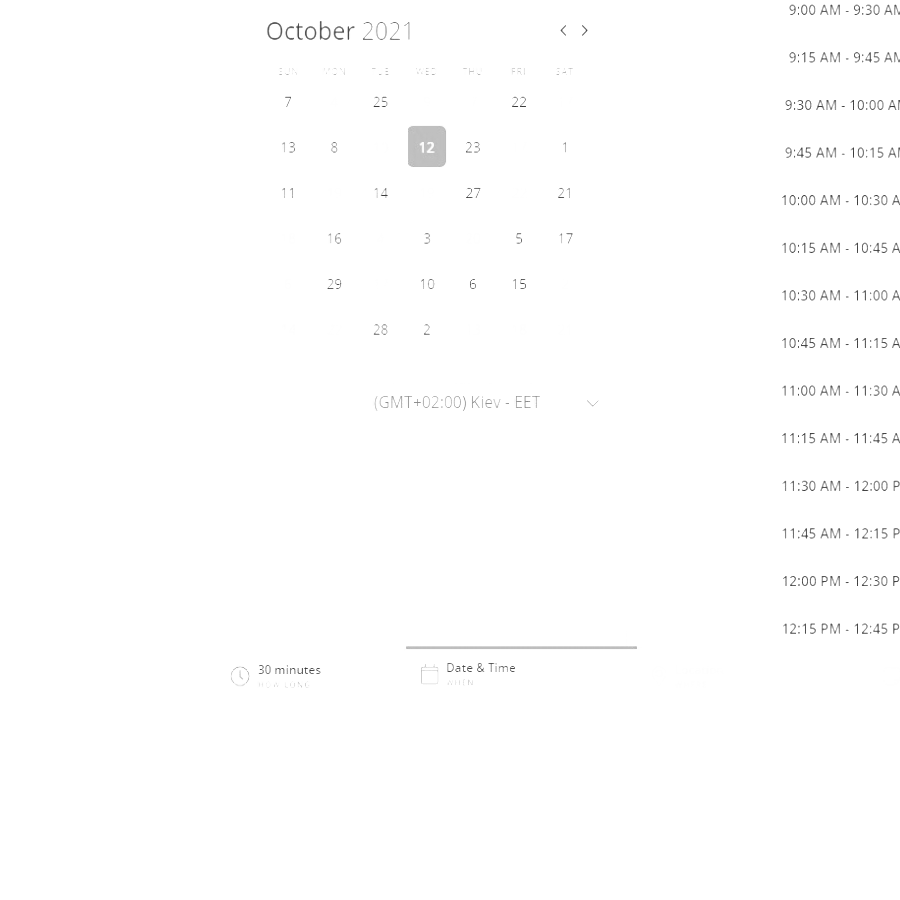 October 2021
SUN MON TUE WED THU FRI SAT
7 25 22
13 8 12 23 1
11 14 27 21
16 3 5 17
29 10 6 15
28 2
(GMT+02:00) Kiev - EET
9:00 AM - 9:30 AM
9:15 AM - 9:45 AM
9:30 AM - 10:00 A
9:45 AM - 10:15 A
10:00 AM - 10:30 A
10:15 AM - 10:45 A
10:30 AM - 11:00 A
10:45 AM - 11:15 A
11:00 AM - 11:30 A
11:15 AM - 11:45 A
11:30 AM - 12:00 P
11:45 AM - 12:15 P
12:00 PM - 12:30 P
12:15 PM - 12:45 P
30 minutes
HOW LONG
Date & Time
WHEN